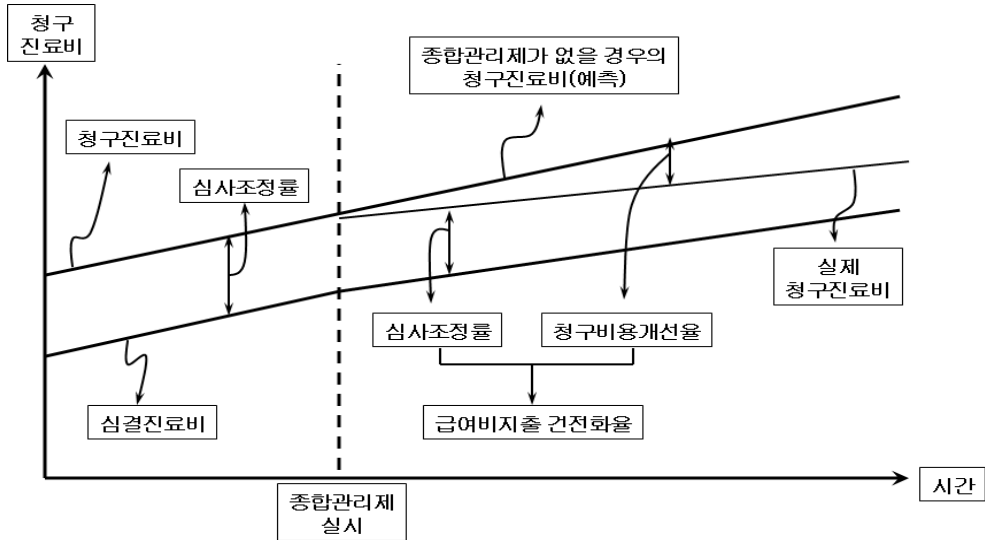 청구
진료비
종합관리제가 없을 경우의
청구진료비(예측)
청구진료비
심사조정률
실제
청구진료비
심사조정률
청구비용개선율
심결진료비
급여비지출 건전화율
시간
종합관리제
실시